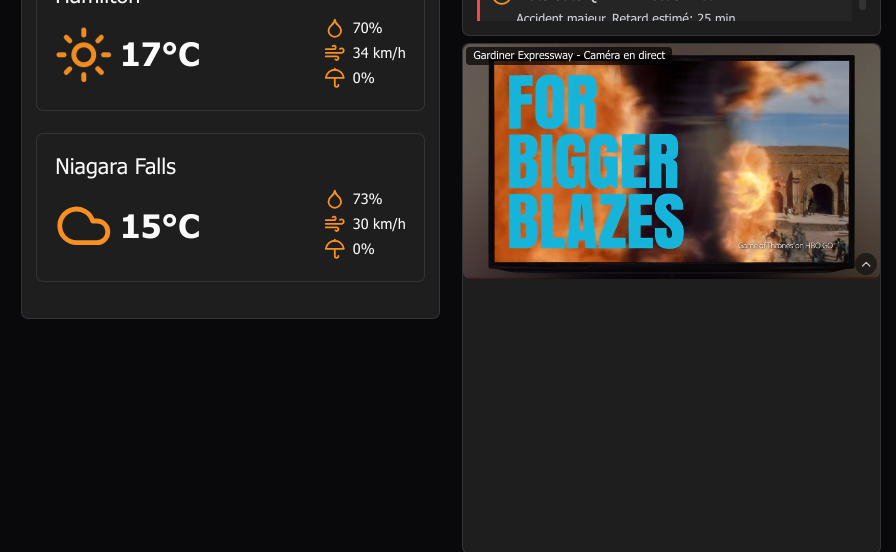 Hamilton
17°C
70%
34 km/h
0%
Niagara Falls
15°C
73%
30 km/h
0%
Accident majeur. Retard estimé: 25 min
Gardiner Expressway - Caméra en direct
FOR
BIGGER
BLAZES
Game of Thrones on HBO GO